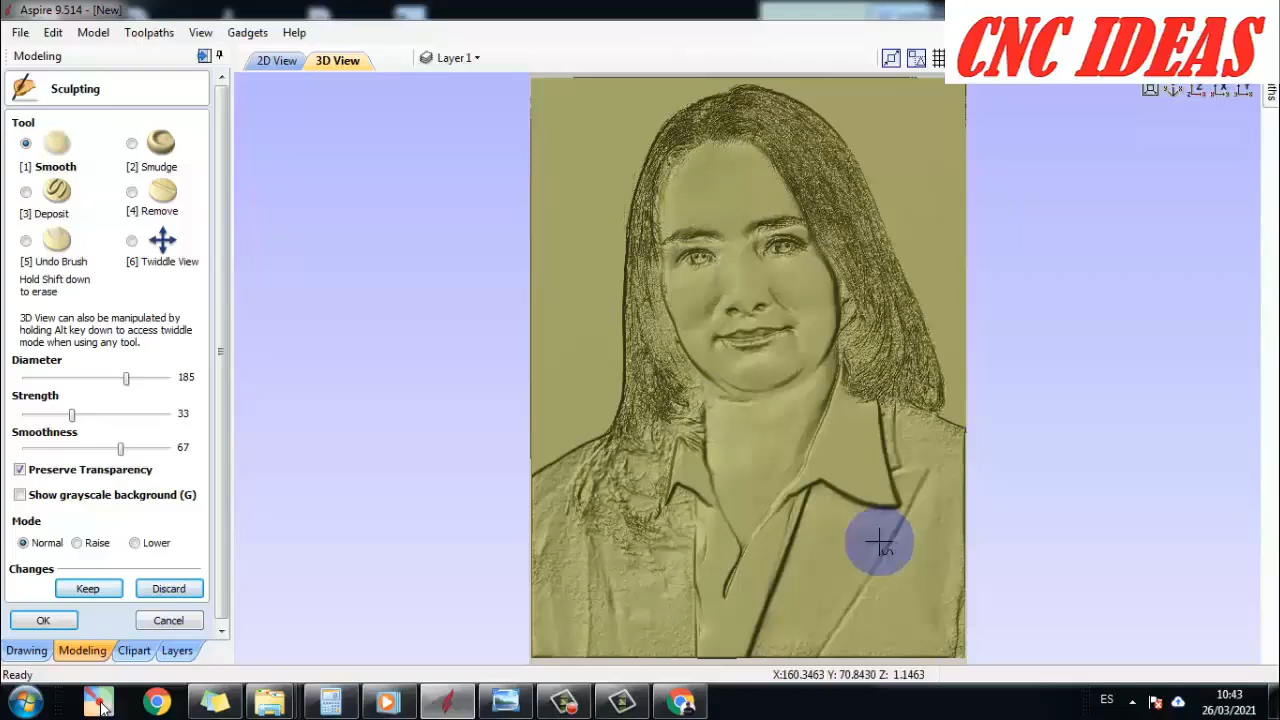 Aspire 9.514 - [New]
File Edit Model Toolpaths View Gadgets Help
CNC IDEAS
Modeling
2D View 3D View Layer 1
Sculpting
Tool
[1] Smooth [2] Smudge
[3] Deposit [4] Remove
[5] Undo Brush [6] Twiddle View
Hold Shift down
to erase
3D View can also be manipulated by
holding Alt key down to access twiddle
mode when using any tool.
Diameter
185
Strength
33
Smoothness
67
Preserve Transparency
Show grayscale background (G)
Mode
Normal Raise Lower
Changes
Keep Discard
OK Cancel
Drawing Modeling Clipart Layers
Ready X:160.3463 Y: 70.8430 Z: 1.1463
ES 10:43
26/03/2021